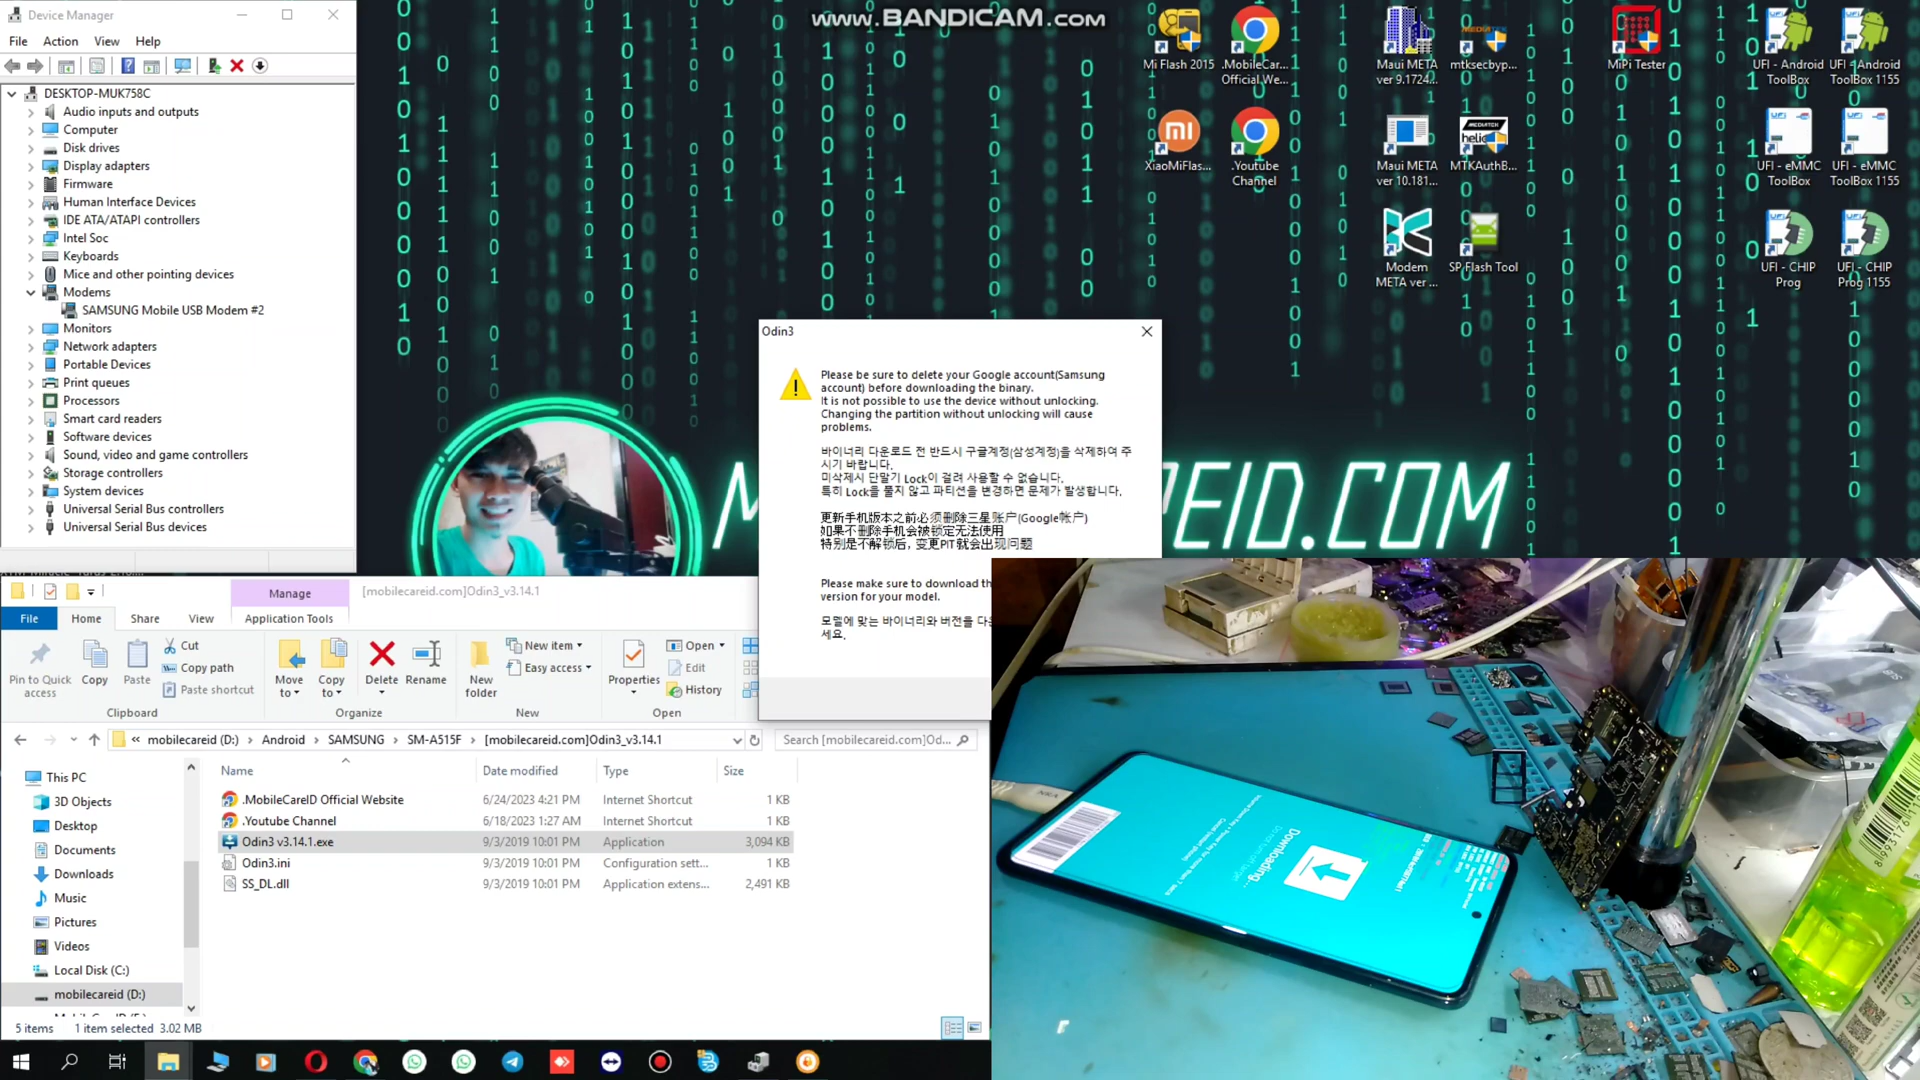 Device Manager
File Action View Help
DESKTOP-MUK758C
Audio inputs and outputs
Computer
Disk drives
Display adapters
Firmware
Human Interface Devices
IDE ATA/ATAPI controllers
Intel Soc
Keyboards
Mice and other pointing devices
Modems
SAMSUNG Mobile USB Modem #2
Monitors
Network adapters
Portable Devices
Print queues
Processors
Smart card readers
Software devices
Sound, video and game controllers
Storage controllers
System devices
Universal Serial Bus controllers
Universal Serial Bus devices
www.BANDICAM.com
Mi Flash 2015
.MobileCar...
Official We...
Maui META
ver 9.1724...
mtksecbyp...
MiPi Tester
UFI - Android
ToolBox
UFI - Android
ToolBox 1155
XiaoMiFlas...
.Youtube
Channel
Maui META
ver 10.181...
MTKAuthB...
UFI - eMMC
ToolBox
UFI - eMMC
ToolBox 1155
Modem
META ver ...
SP Flash Tool
UFI - CHIP
Prog
UFI - CHIP
Prog 1155
EID.COM
Odin3
Please be sure to delete your Google account(Samsung
account) before downloading the binary.
It is not possible to use the device without unlocking.
Changing the partition without unlocking will cause
problems.
바이너리 다운로드 전 반드시 구글계정(삼성계정)을 삭제하여 주
시기 바랍니다.
미삭제시 단말기 Lock이 걸려 사용할 수 없습니다.
특히 Lock을 풀지 않고 파티션을 변경하면 문제가 발생합니다.
更新手机版本之前必须删除三星账户(Google帐户)
如果不删除手机会被锁定无法使用
特别是不解锁后, 变更PIT就会出现问题
Please make sure to download th
version for your model.
모델에 맞는 바이너리와 버전을 다
세요.
Manage
[mobilecareid.com]Odin3_v3.14.1
File Home Share View Application Tools
Pin to Quick
access
Copy
Paste
Cut
Copy path
Paste shortcut
Clipboard
Move
to
Copy
to
Delete
Rename
Organize
New
folder
New item
Easy access
New
Properties
Open
Edit
History
Open
« mobilecareid (D:) > Android > SAMSUNG > SM-A515F > [mobilecareid.com]Odin3_v3.14.1
Search [mobilecareid.com]Od...
Name Date modified Type Size
.MobileCareID Official Website 6/24/2023 4:21 PM Internet Shortcut 1 KB
.Youtube Channel 6/18/2023 1:27 AM Internet Shortcut 1 KB
Odin3 v3.14.1.exe 9/3/2019 10:01 PM Application 3,094 KB
Odin3.ini 9/3/2019 10:01 PM Configuration sett... 1 KB
SS_DL.dll 9/3/2019 10:01 PM Application extens... 2,491 KB
This PC
3D Objects
Desktop
Documents
Downloads
Music
Pictures
Videos
Local Disk (C:)
mobilecareid (D:)
5 items 1 item selected 3.02 MB
Downloading...